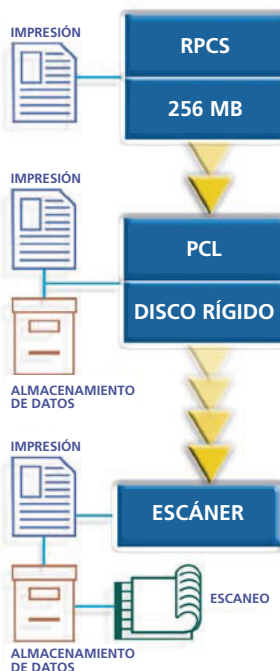 IMPRESIÓN
RPCS
256 MB
IMPRESIÓN
PCL
DISCO RÍGIDO
ALMACENAMIENTO
DE DATOS
IMPRESIÓN
ESCÁNER
ESCANEO
ALMACENAMIENTO
DE DATOS